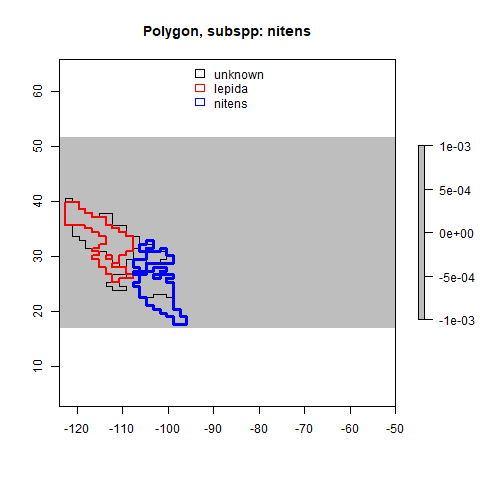 Polygon, subspp: nitens
unknown
lepida
nitens
60
50
40
30
20
10
-120 -110 -100 -90 -80 -70 -60 -50
1e-03
5e-04
0e+00
-5e-04
-1e-03